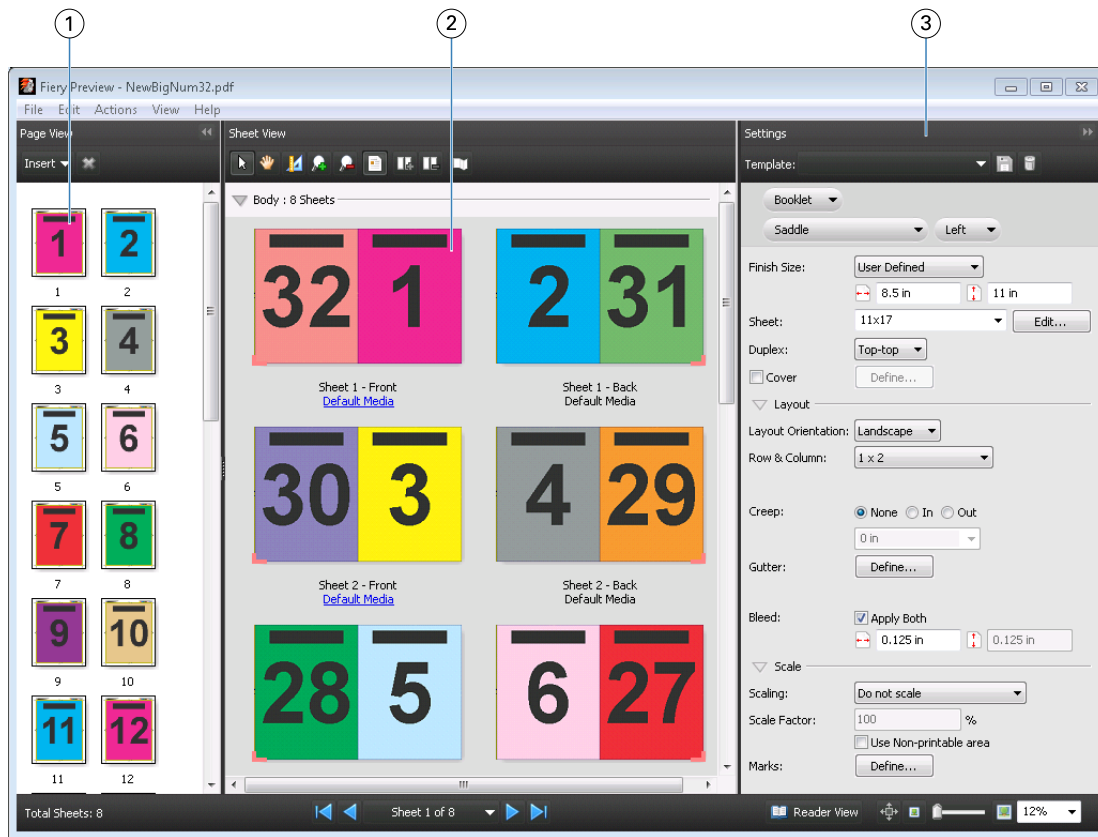 1 2 3
Fiery Preview - NewBigNum32.pdf
File Edit Actions View Help
Page View
Insert
1 2
1 2
3 4
3 4
5 6
5 6
7 8
7 8
9 10
9 10
11 12
11 12
Sheet View
Body : 8 Sheets
32 1 2 31
Sheet 1 - Front Sheet 1 - Back
Default Media Default Media
30 3 4 29
Sheet 2 - Front Sheet 2 - Back
Default Media Default Media
28 5 6 27
Settings
Template:
Booklet
Saddle Left
Finish Size: User Defined
8.5 in 11 in
Sheet: 11x17 Edit...
Duplex: Top-top
Cover Define...
Layout
Layout Orientation: Landscape
Row & Column: 1 x 2
Creep: None In Out
0 in
Gutter: Define...
Bleed: Apply Both
0.125 in 0.125 in
Scale
Scaling: Do not scale
Scale Factor: 100 %
Use Non-printable area
Marks: Define...
Total Sheets: 8 Sheet 1 of 8 Reader View 12%